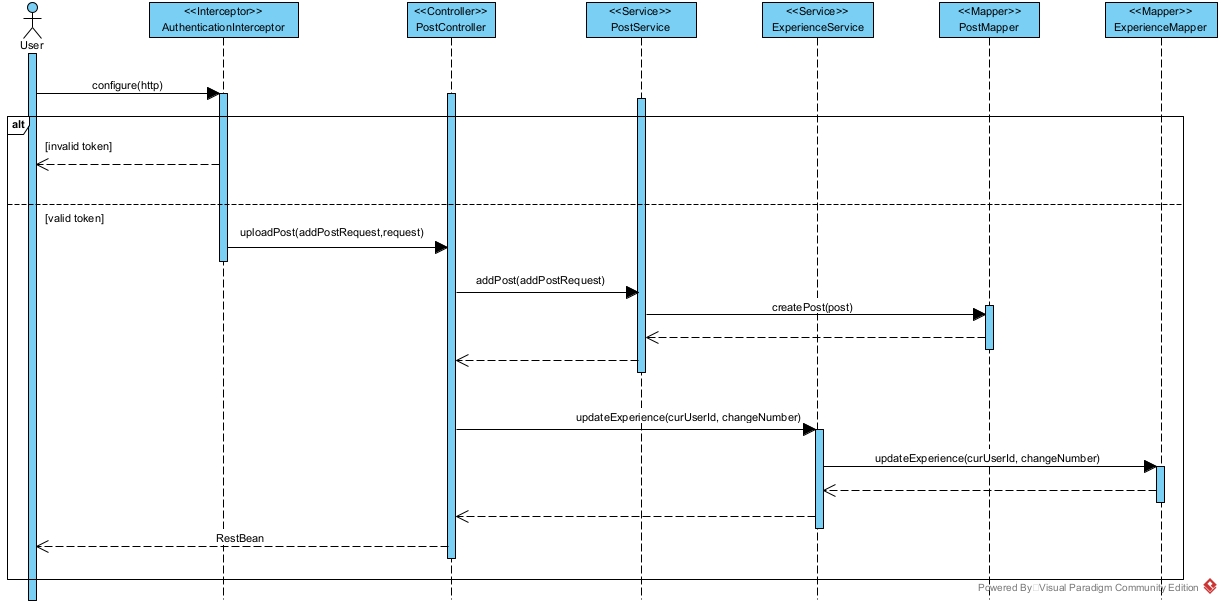 <<Interceptor>>
AuthenticationInterceptor
<<Controller>>
PostController
<<Service>>
PostService
<<Service>>
ExperienceService
<<Mapper>>
PostMapper
<<Mapper>>
ExperienceMapper
User
configure(http)
alt
[invalid token]
[valid token]
uploadPost(addPostRequest,request)
addPost(addPostRequest)
createPost(post)
updateExperience(curUserId, changeNumber)
updateExperience(curUserId, changeNumber)
RestBean
Powered By Visual Paradigm Community Edition